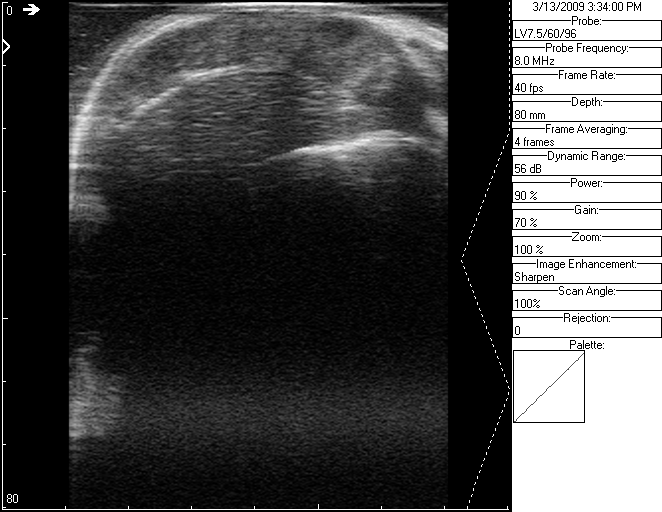 0
80
3/13/2009 3:34:00 PM
Probe:
LV7.5/60/96
Probe Frequency:
8.0 MHz
Frame Rate:
40 fps
Depth:
80 mm
Frame Averaging:
4 frames
Dynamic Range:
56 dB
Power:
90 %
Gain:
70 %
Zoom:
100 %
Image Enhancement:
Sharpen
Scan Angle:
100%
Rejection:
0
Palette: